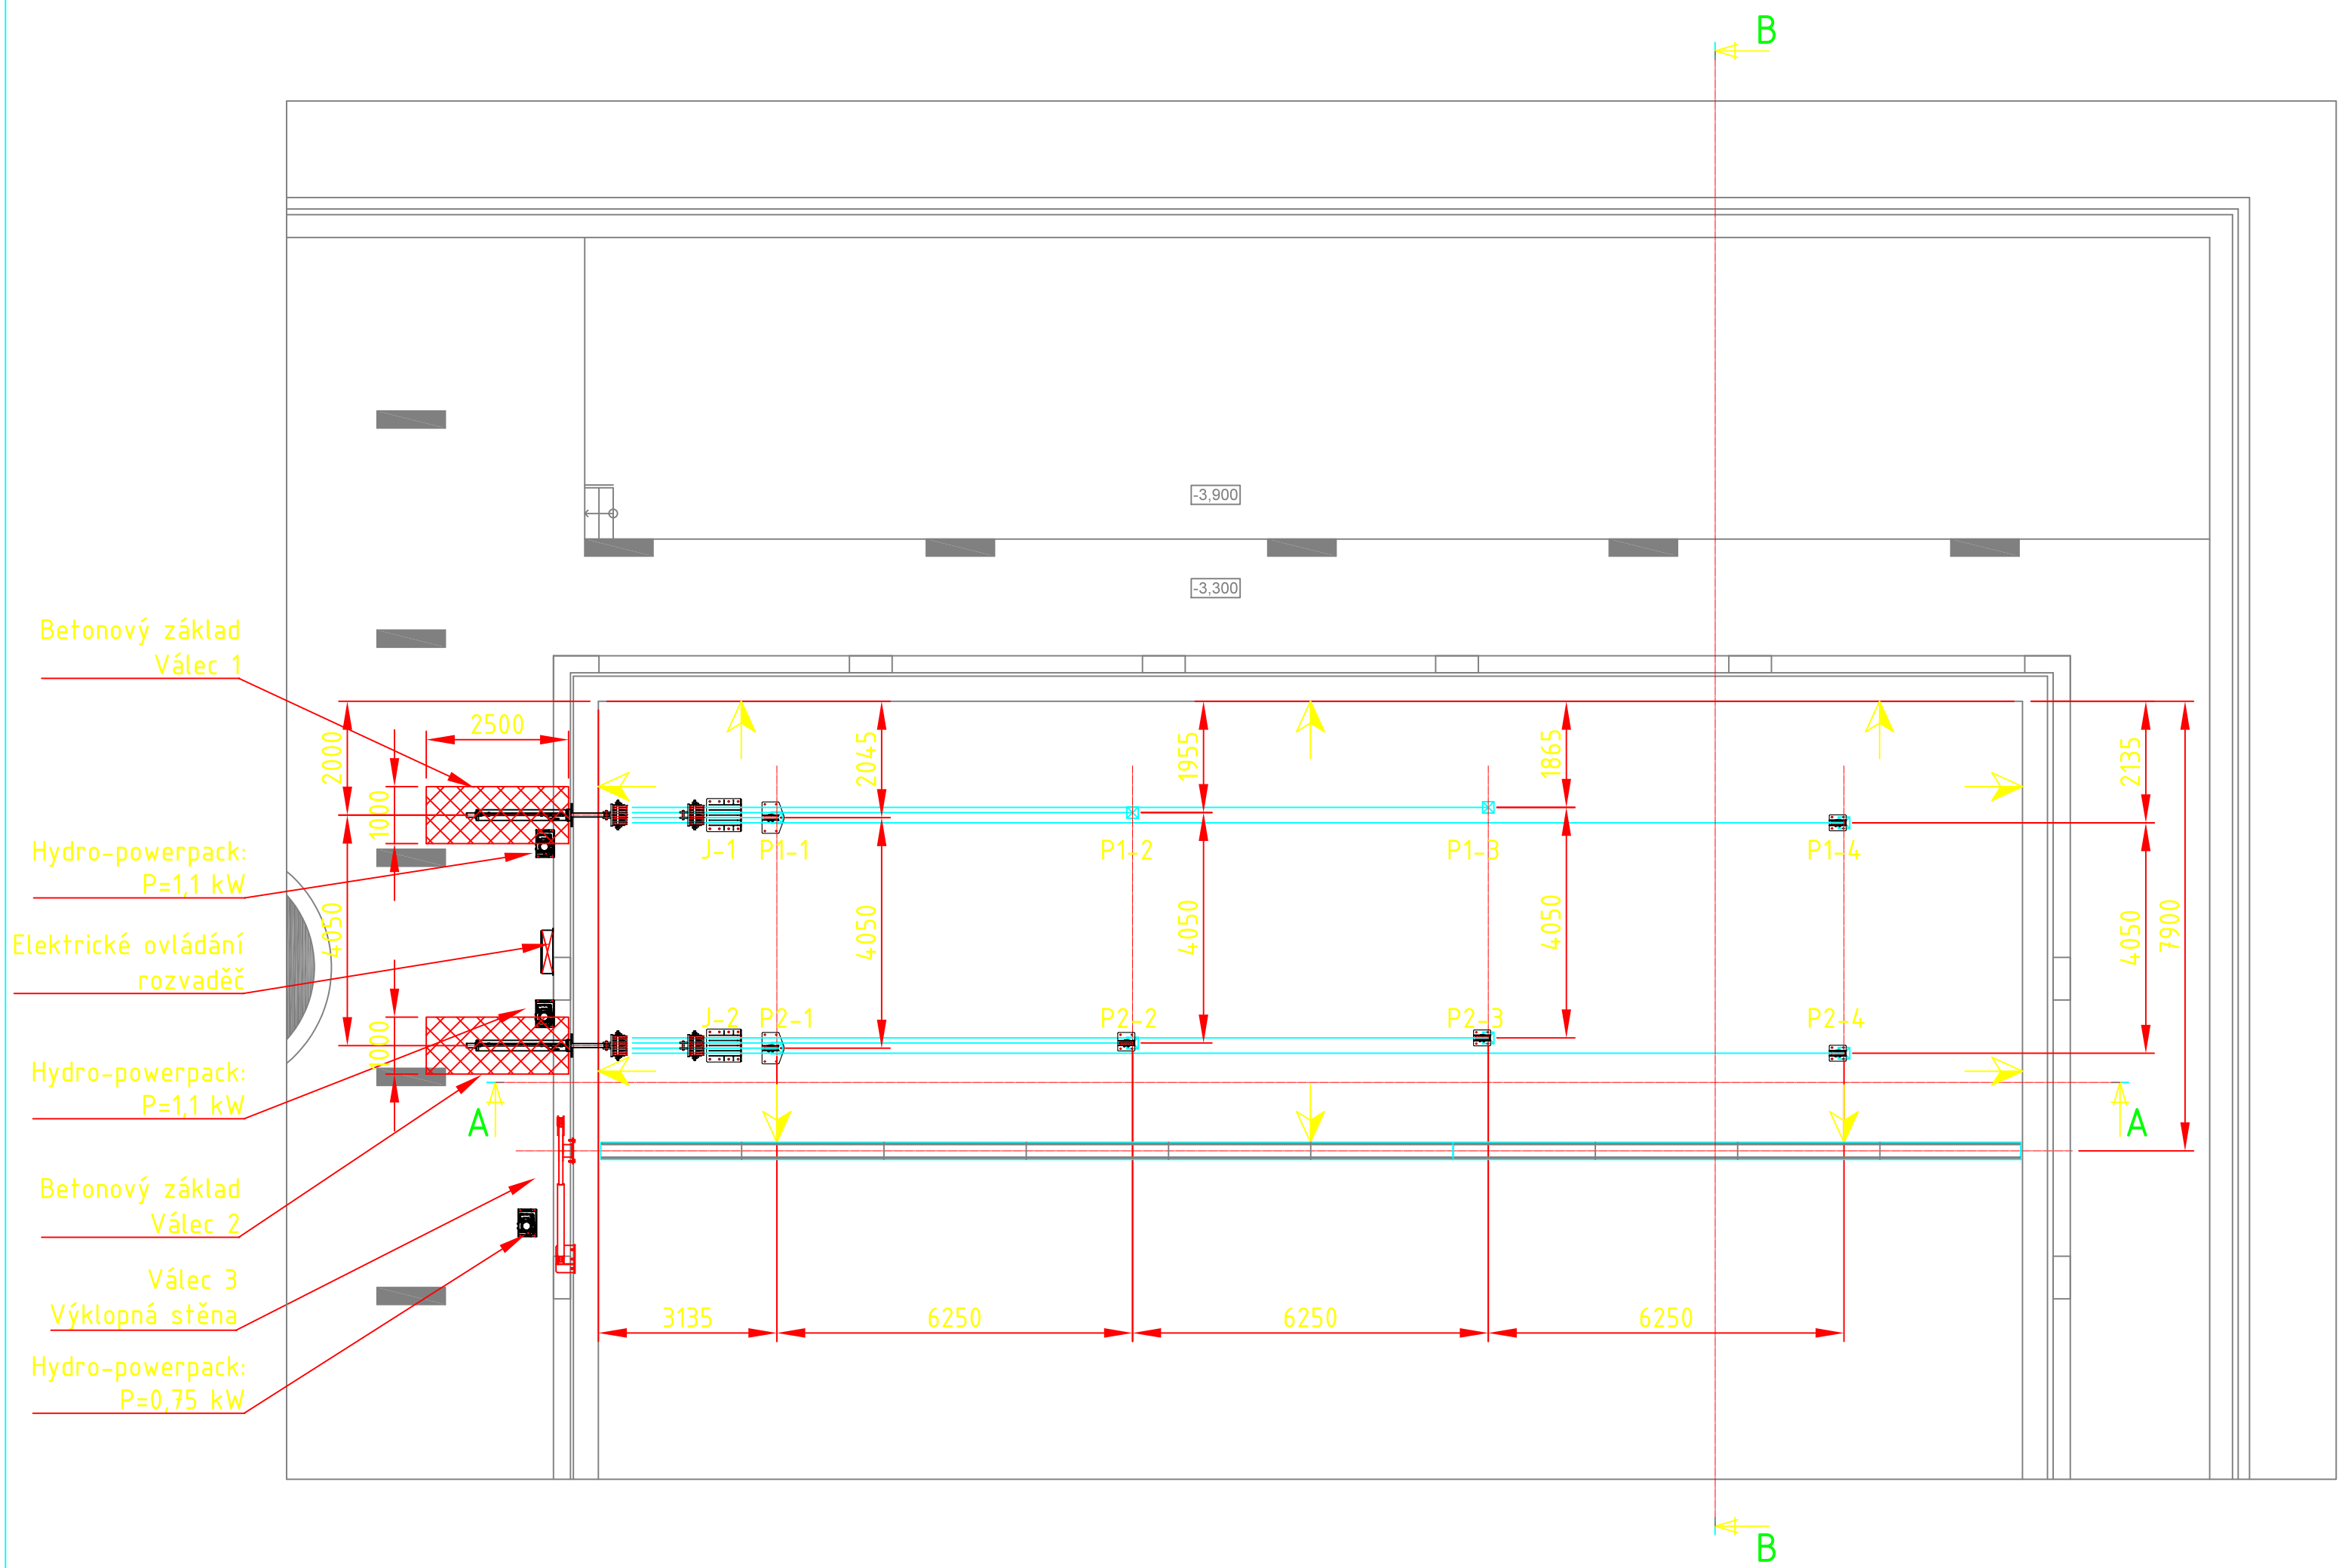 B
-3,900
-3,300
Betonový základ
Válec 1
2500
2000
1000
2045
1955
1865
2135
J-1
P1-1
P1-2
P1-3
P1-4
Hydro-powerpack:
P=1,1 kW
4050
4050
4050
4050
4050
7900
Elektrické ovládání
rozvaděč
J-2
P2-1
P2-2
P2-3
P2-4
1000
Hydro-powerpack:
P=1,1 kW
A
A
Betonový základ
Válec 2
Válec 3
Výklopná stěna
3135
6250
6250
6250
Hydro-powerpack:
P=0,75 kW
B